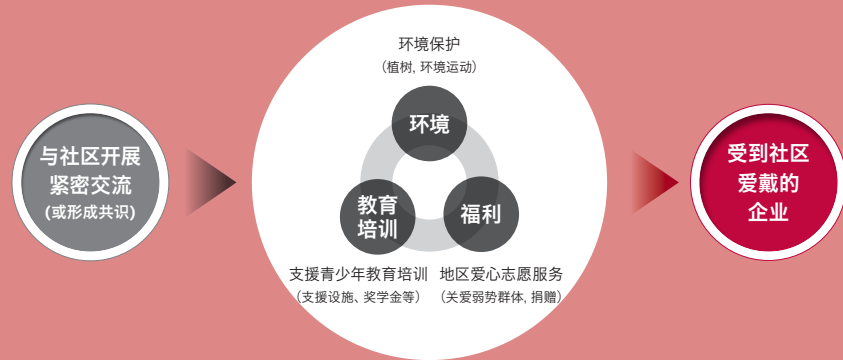 与社区开展
紧密交流
(或形成共识)
环境保护
(植树, 环境运动)
环境
教育
培训
福利
支援青少年教育培训
(支援设施、奖学金等)
地区爱心志愿服务
(关爱弱势群体, 捐赠)
受到社区
爱戴的
企业